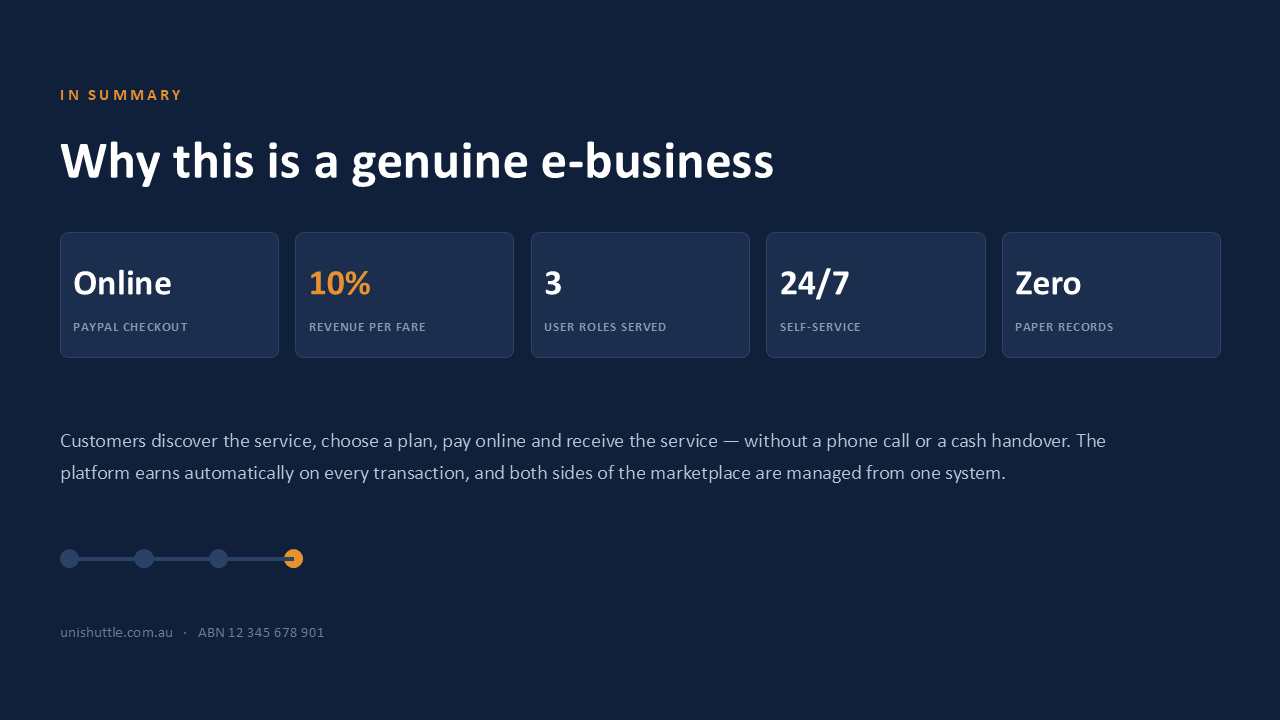 IN SUMMARY
Why this is a genuine e-business
Online
PAYPAL CHECKOUT
10%
REVENUE PER FARE
3
USER ROLES SERVED
24/7
SELF-SERVICE
Zero
PAPER RECORDS
Customers discover the service, choose a plan, pay online and receive the service — without a phone call or a cash handover. The
platform earns automatically on every transaction, and both sides of the marketplace are managed from one system.
unishuttle.com.au · ABN 12 345 678 901